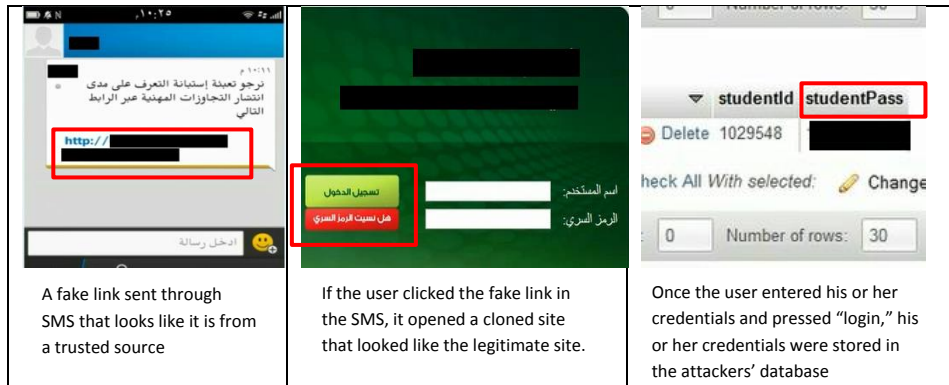 N
١٠:٢٥ م
١٠:١١ م
نرجو تعبئة إستبانة التعرف على مدى
انتشار التجاوزات المهنية عبر الرابط
التالي
http://
ادخل رسالة
A fake link sent through
SMS that looks like it is from
a trusted source
اسم المستخدم:
تسجيل الدخول
الرمز السري:
هل نسيت الرمز السري
If the user clicked the fake link in
the SMS, it opened a cloned site
that looked like the legitimate site.
studentId studentPass
Delete 1029548
heck All With selected: Change
: 0 Number of rows: 30
Once the user entered his or her
credentials and pressed “login,” his
or her credentials were stored in
the attackers’ database